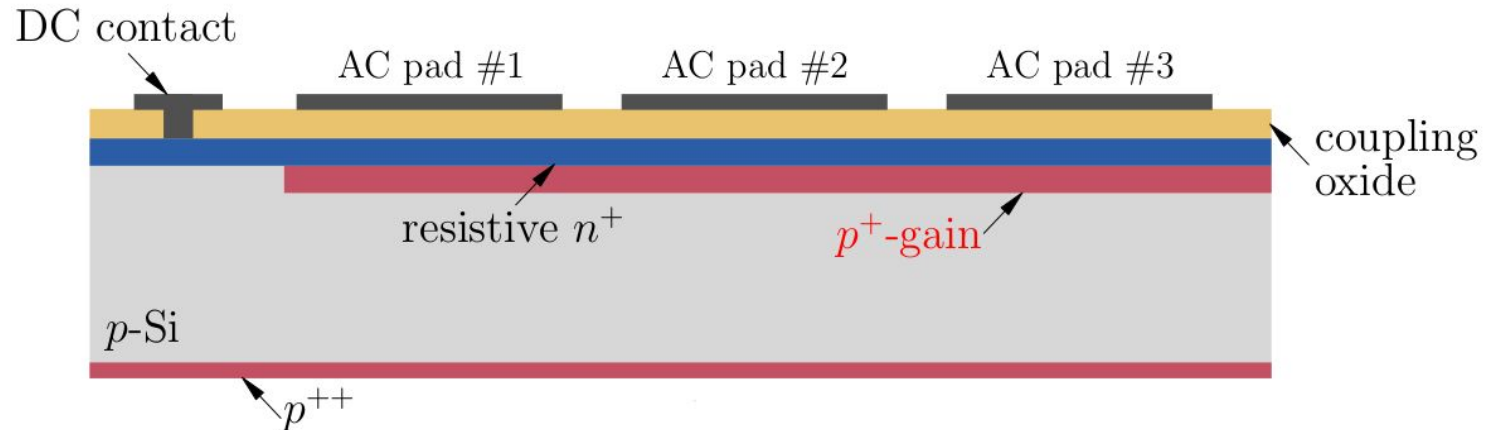 DC contact
AC pad #1
AC pad #2
AC pad #3
coupling
oxide
resistive n⁺
p⁺-gain
p-Si
p⁺⁺